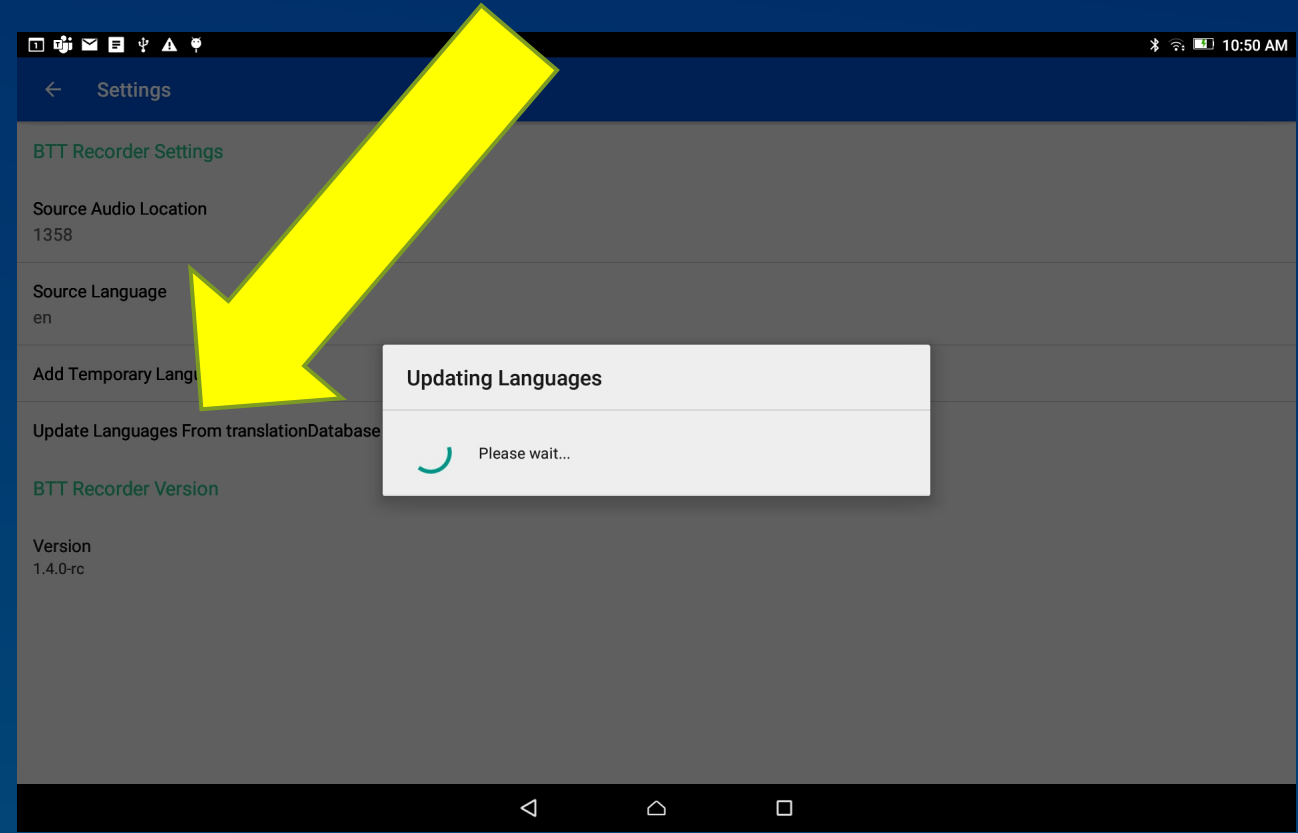 10:50 AM
Settings
BTT Recorder Settings
Source Audio Location
1358
Source Language
en
Add Temporary
Updating Languages
Update Languages From translationDatabase
Please wait...
BTT Recorder Version
Version
1.4.0-rc